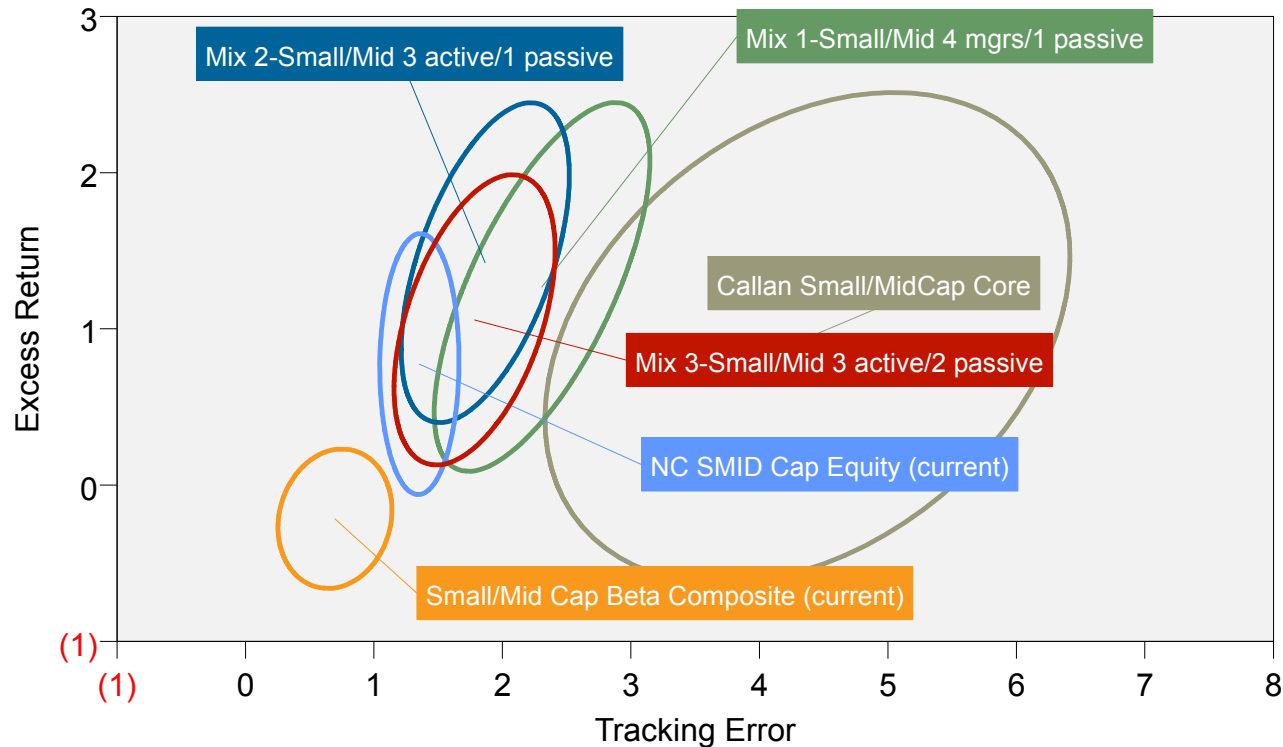 3
Mix 2-Small/Mid 3 active/1 passive
Mix 1-Small/Mid 4 mgrs/1 passive
2
Callan Small/MidCap Core
1
Mix 3-Small/Mid 3 active/2 passive
Excess Return
NC SMID Cap Equity (current)
0
Small/Mid Cap Beta Composite (current)
(1)
(1) 0 1 2 3 4 5 6 7 8
Tracking Error